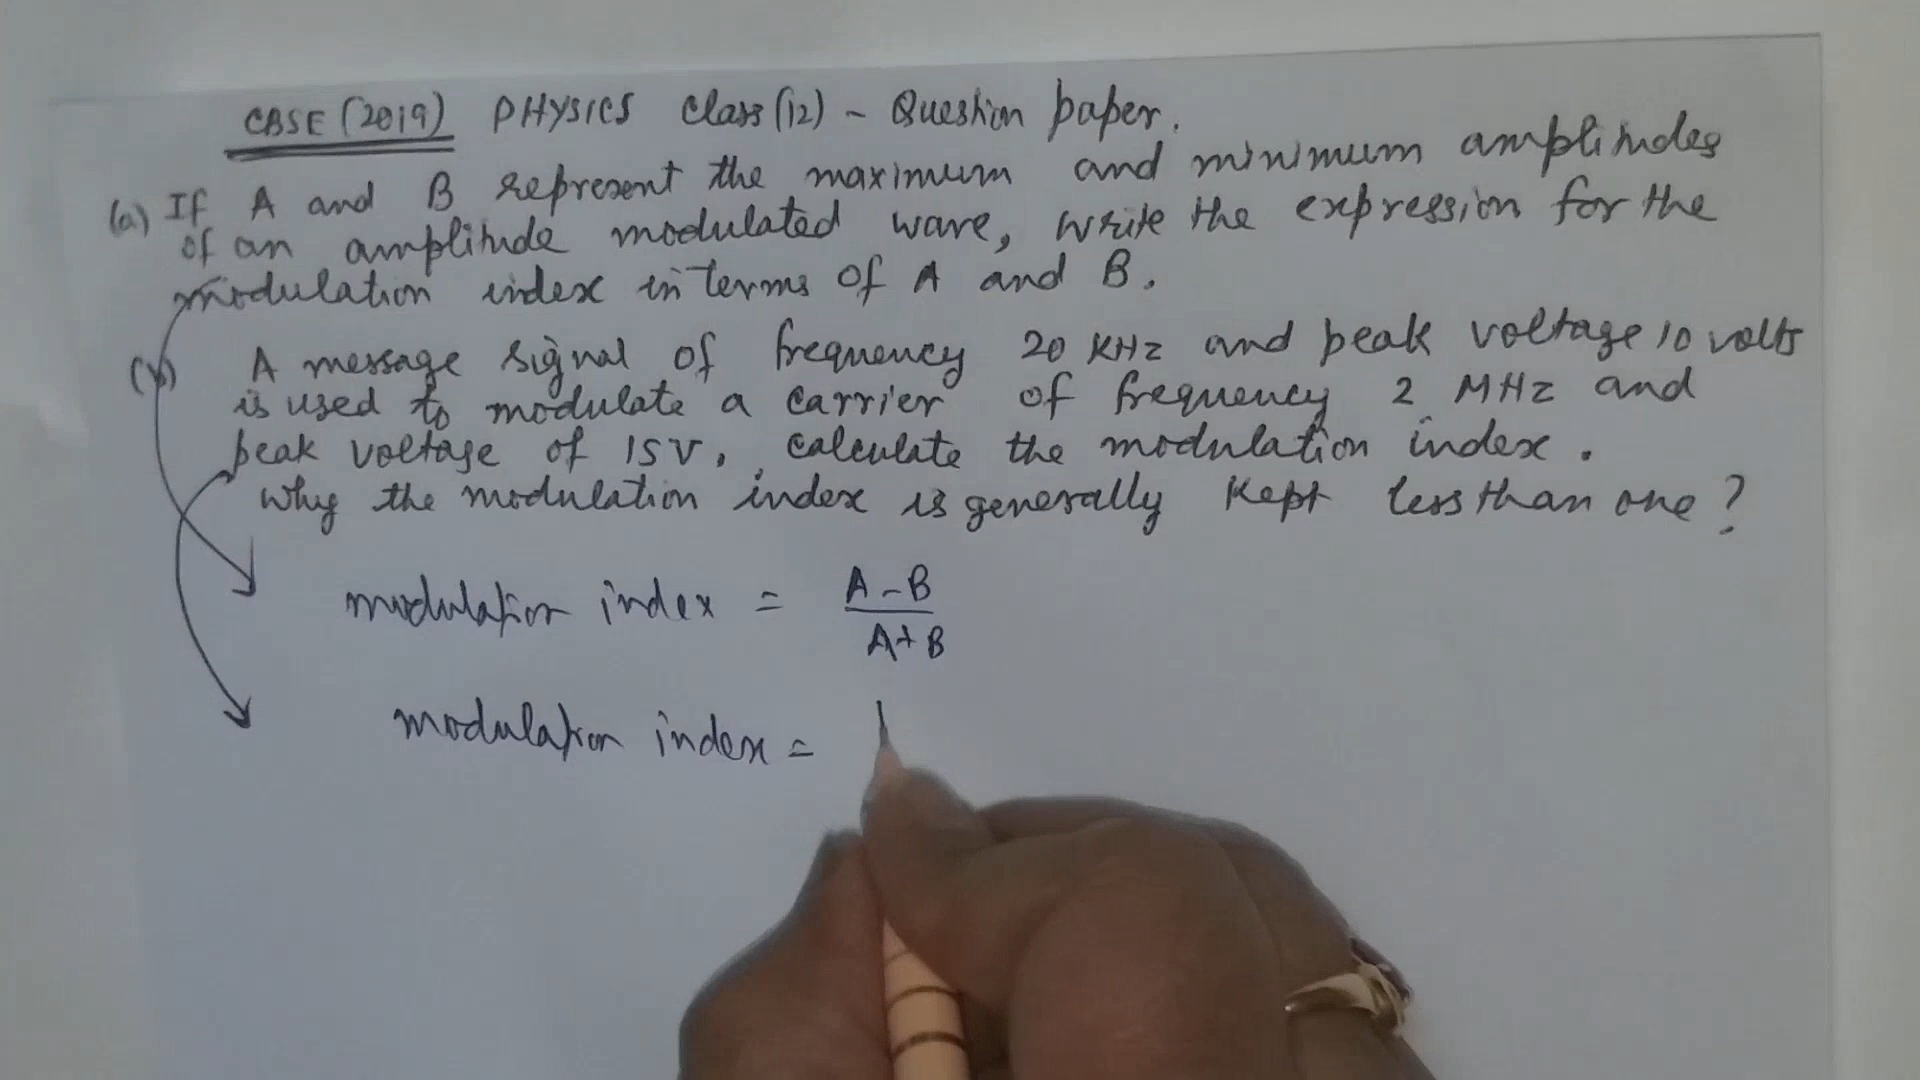 CBSE (2019) PHYSICS Class (12) - Question paper.
(a) If A and B represent the maximum and minimum amplitudes
of an amplitude modulated wave, write the expression for the
modulation index in terms of A and B.
(b) A message signal of frequency 20 KHz and peak voltage 10 volts
is used to modulate a carrier of frequency 2 MHz and
peak voltage of 15V. Calculate the modulation index.
Why the modulation index is generally kept less than one?
modulation index = A - B
A + B
modulation index =